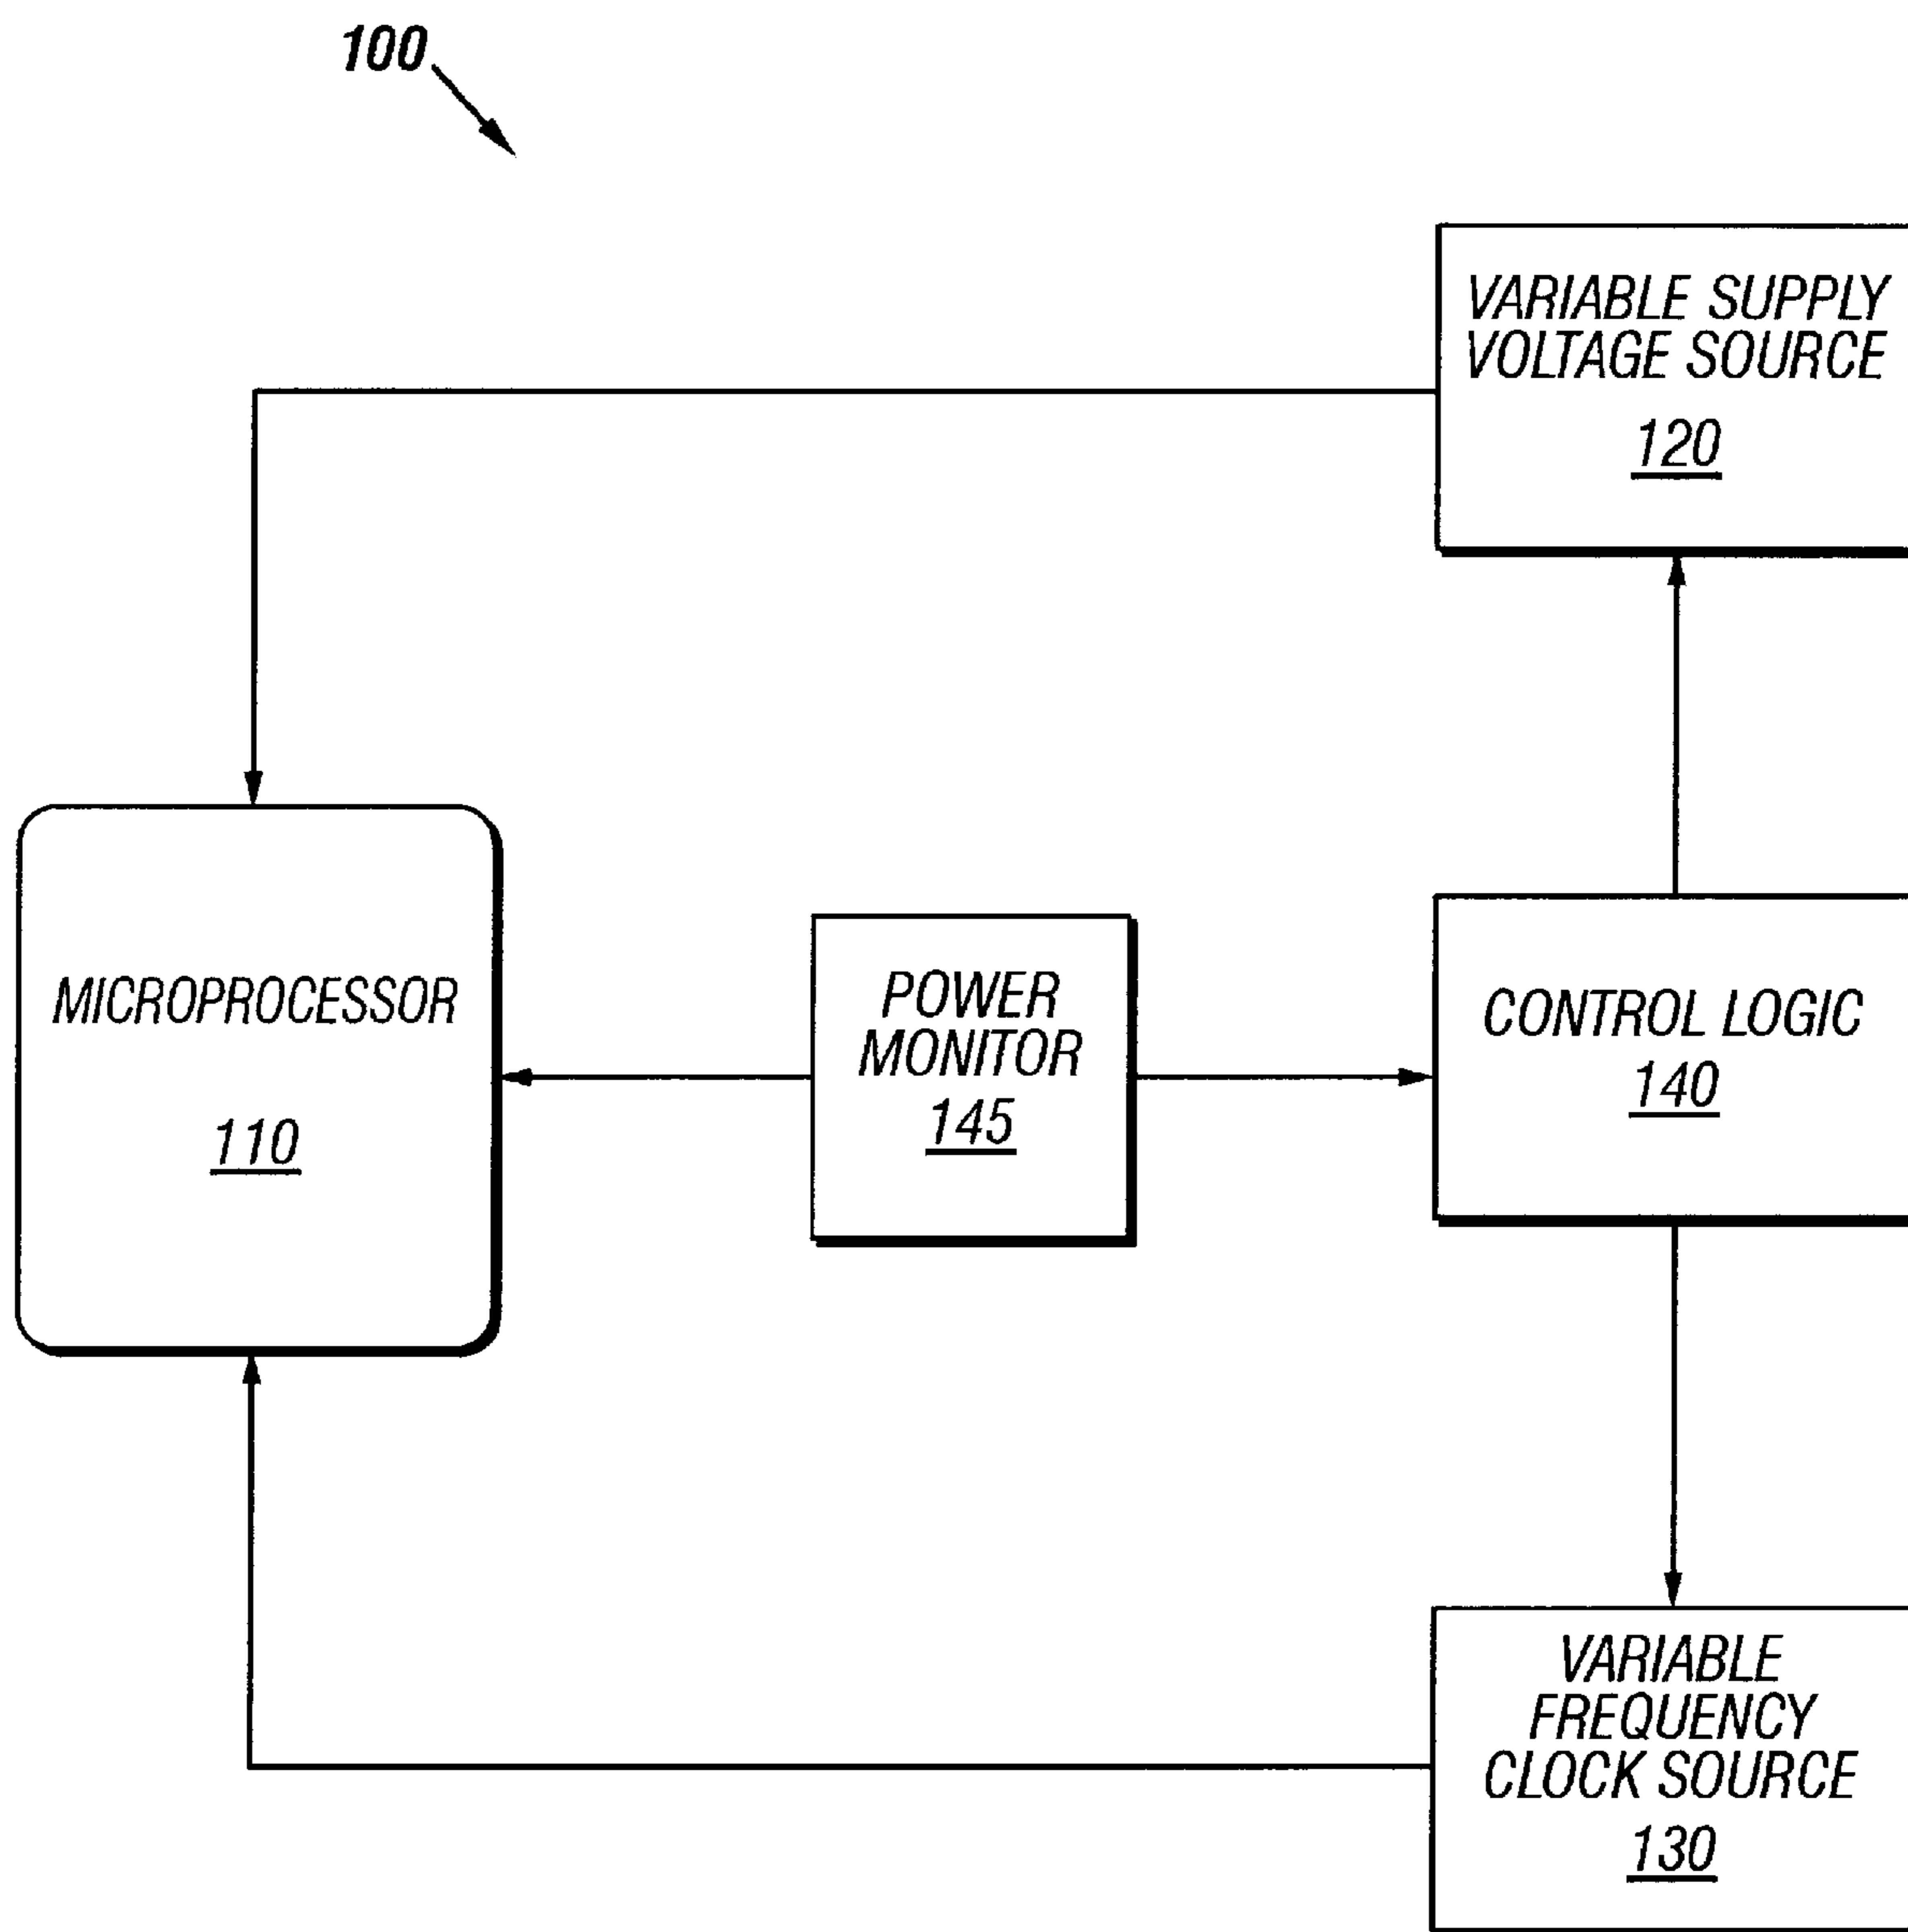 100
VARIABLE SUPPLY
VOLTAGE SOURCE
120
MICROPROCESSOR
110
POWER
MONITOR
145
CONTROL LOGIC
140
VARIABLE
FREQUENCY
CLOCK SOURCE
130